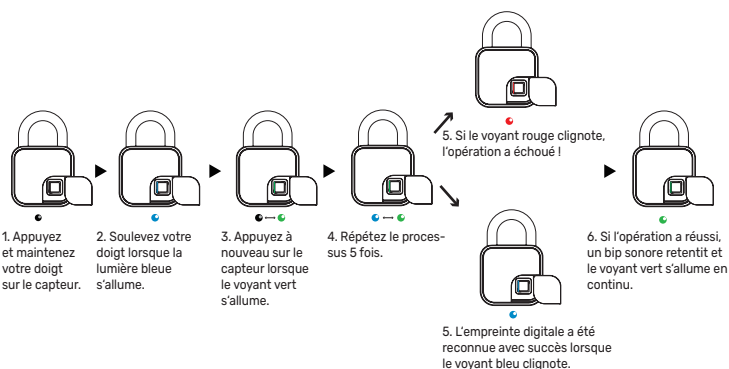 1. Appuyez
et maintenez
votre doigt
sur le capteur.
2. Soulevez votre
doigt lorsque la
lumière bleue
s'allume.
3. Appuyez à
nouveau sur le
capteur lorsque
le voyant vert
s'allume.
4. Répétez le proces-
sus 5 fois.
5. Si le voyant rouge clignote,
l'opération a échoué !
5. L'empreinte digitale a été
reconnue avec succès lorsque
le voyant bleu clignote.
6. Si l'opération a réussi,
un bip sonore retentit et
le voyant vert s'allume en
continu.